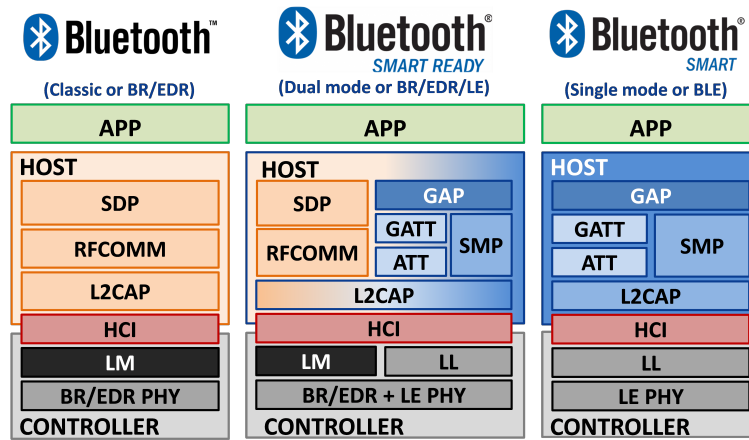 Bluetooth™
(Classic or BR/EDR)
APP
HOST
SDP
RFCOMM
L2CAP
HCI
LM
BR/EDR PHY
CONTROLLER
Bluetooth®
SMART READY
(Dual mode or BR/EDR/LE)
APP
HOST
SDP
GAP
RFCOMM
GATT
ATT
SMP
L2CAP
HCI
LM
LL
BR/EDR + LE PHY
CONTROLLER
Bluetooth®
SMART
(Single mode or BLE)
APP
HOST
GAP
GATT
ATT
SMP
L2CAP
HCI
LL
LE PHY
CONTROLLER